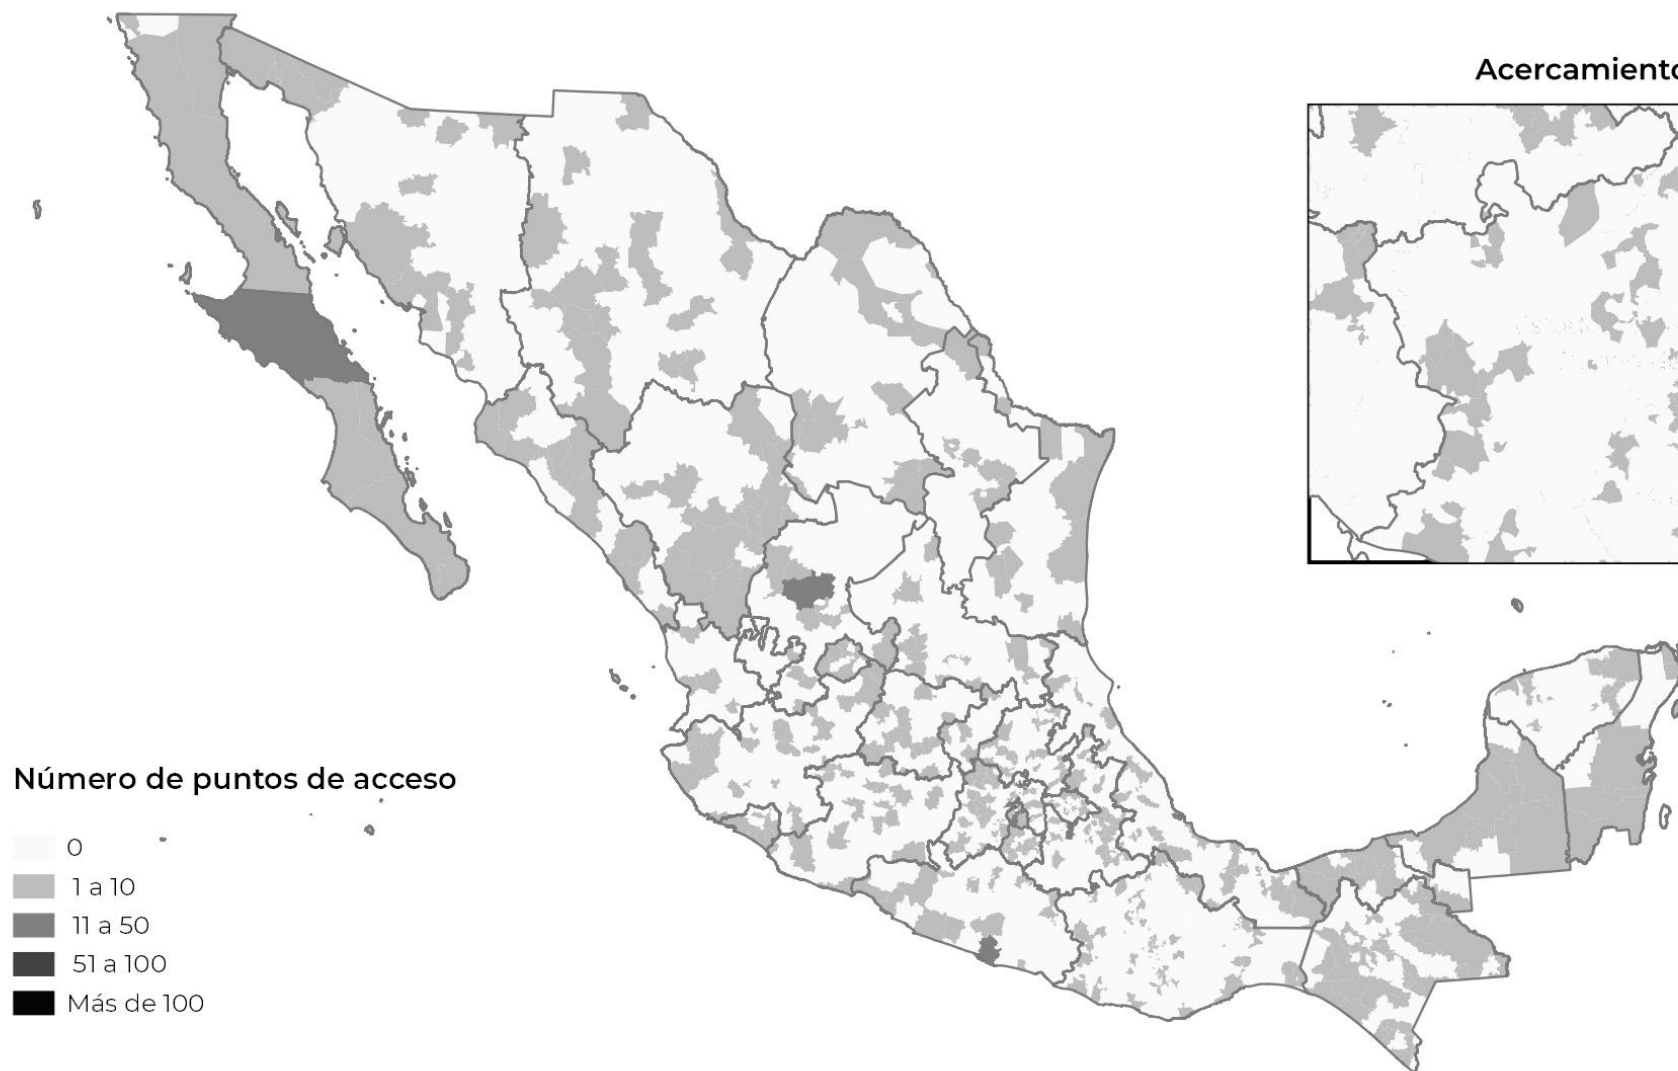 Acercamiento
Número de puntos de acceso
0
1 a 10
11 a 50
51 a 100
Más de 100